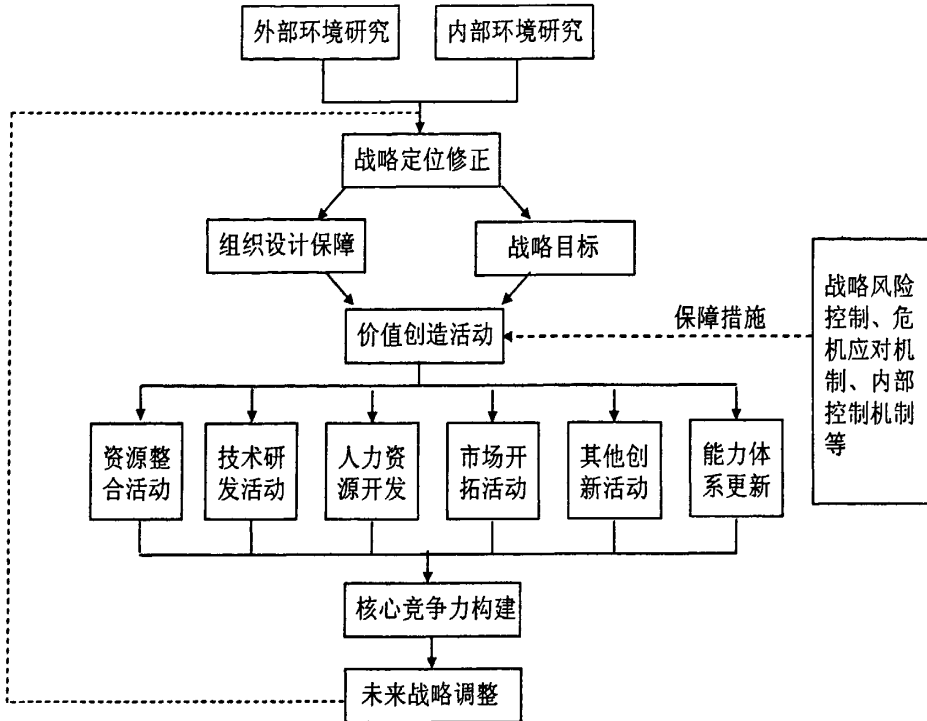 外部环境研究
内部环境研究
战略定位修正
组织设计保障
战略目标
价值创造活动
保障措施
战略风险
控制、危
机应对机
制、内部
控制机制
等
资源整
合活动
技术研
发活动
人力资
源开发
市场开
拓活动
其他创
新活动
能力体
系更新
核心竞争力构建
未来战略调整